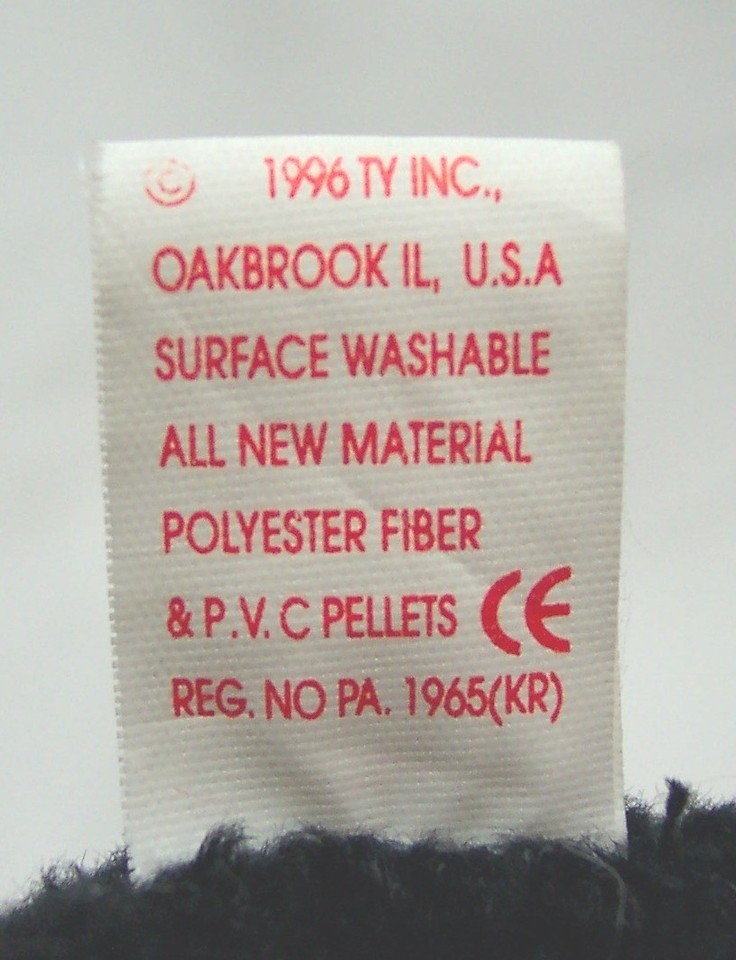 © 1996 TY INC.,
OAKBROOK IL, U.S.A
SURFACE WASHABLE
ALL NEW MATERIAL
POLYESTER FIBER
& P.V.C PELLETS CE
REG. NO PA. 1965(KR)